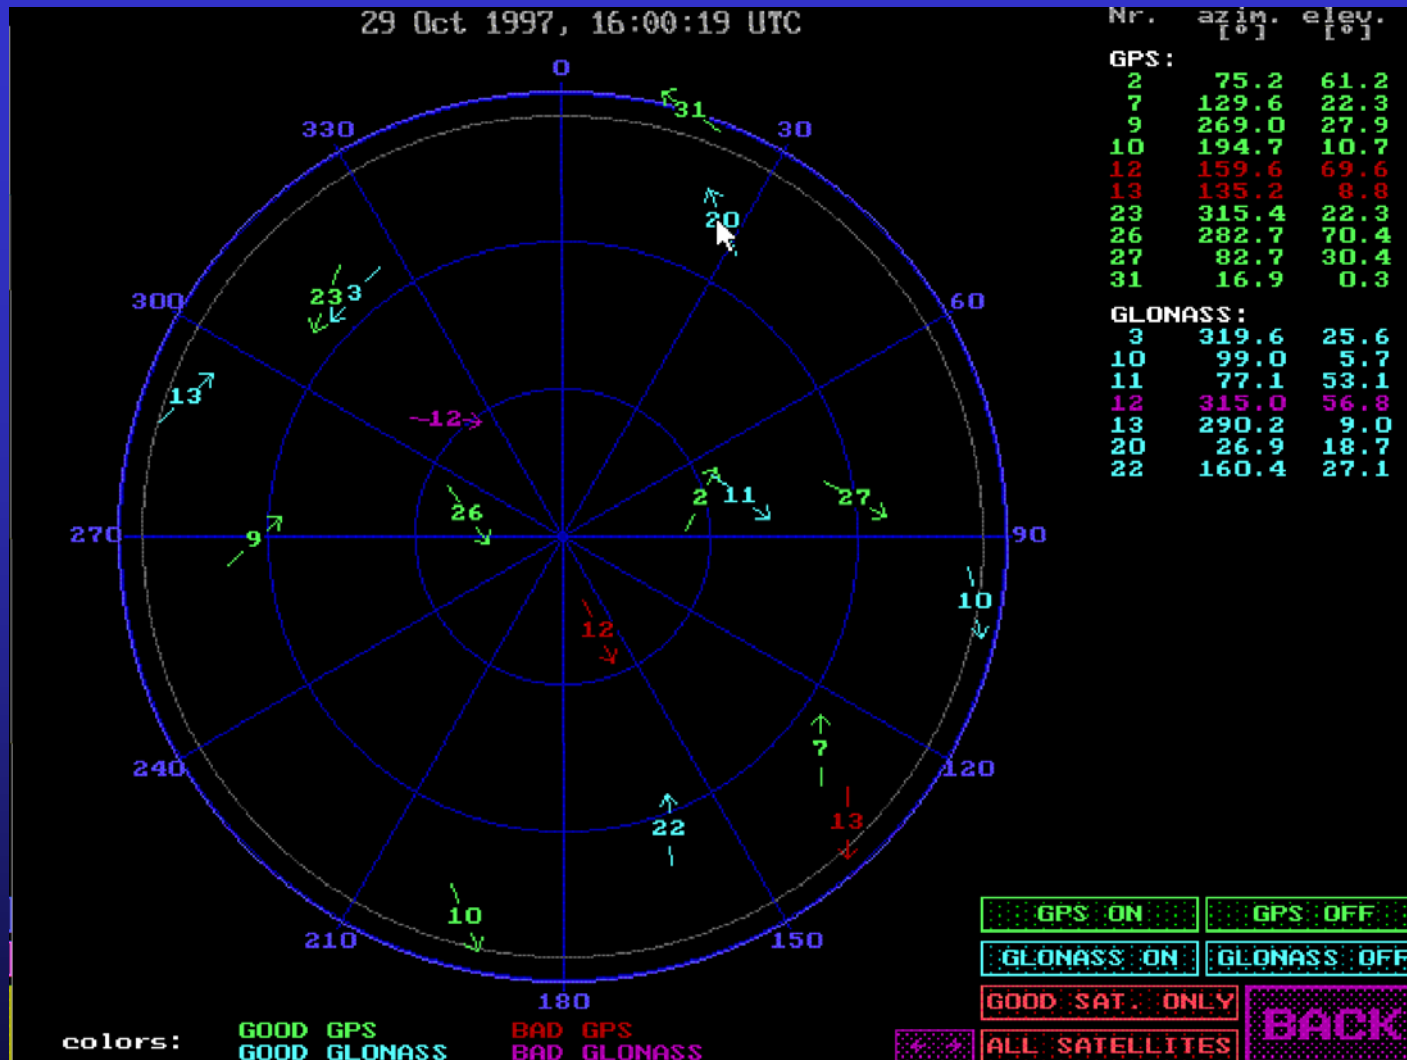 29 Oct 1997, 16:00:19 UTC
Nr. azim. elev.
[°] [°]
GPS:
2 75.2 61.2
7 129.6 22.3
9 269.0 27.9
10 194.7 10.7
12 159.6 69.6
13 135.2 8.8
23 315.4 22.3
26 282.7 70.4
27 82.7 30.4
31 16.9 0.3
GLONASS:
3 319.6 25.6
10 99.0 5.7
11 77.1 53.1
12 315.0 56.8
13 290.2 9.0
20 26.9 18.7
22 160.4 27.1
0
31
330
30
20
23 3
300
60
13
12
2 11
27
26
270
9
90
10
12
7
240
120
13
22
10
210
150
180
GPS ON
GPS OFF
GLONASS ON
GLONASS OFF
GOOD SAT. ONLY
BACK
ALL SATELLITES
colors:
GOOD GPS
BAD GPS
GOOD GLONASS
BAD GLONASS